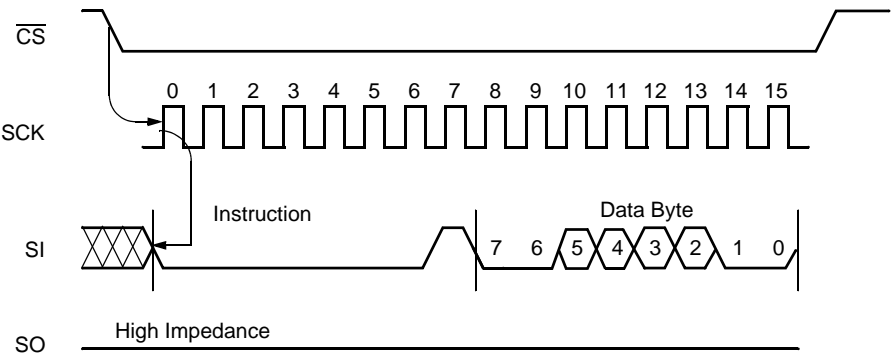 CS
0 1 2 3 4 5 6 7 8 9 10 11 12 13 14 15
SCK
Instruction
Data Byte
SI
7 6 5 4 3 2 1 0
High Impedance
SO